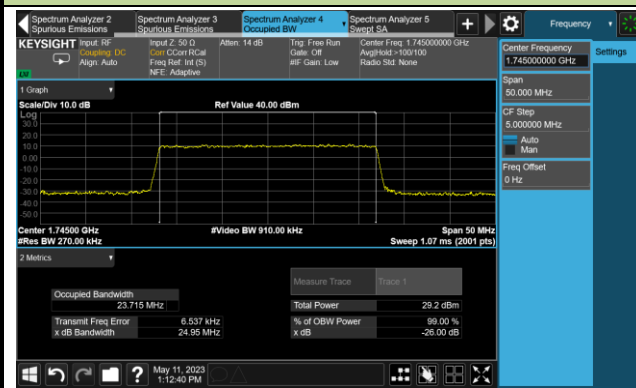 Spectrum Analyzer 2
Spurious Emissions
Spectrum Analyzer 3
Spurious Emissions
Spectrum Analyzer 4
Occupied BW
Spectrum Analyzer 5
Swept SA
Frequency
KEYSIGHT
Input: RF
Coupling: DC
Align: Auto
Input Z: 50 Ω
Corr CCorr RCal
Freq Ref: Int (S)
NFE: Adaptive
Atten: 14 dB
Trig: Free Run
Gate: Off
#IF Gain: Low
Center Freq: 1.745000000 GHz
Avg|Hold:>100/100
Radio Std: None
Center Frequency
1.745000000 GHz
Settings
Span
50.000 MHz
CF Step
5.000000 MHz
Auto
Man
Freq Offset
0 Hz
1 Graph
Scale/Div 10.0 dB
Ref Value 40.00 dBm
Log
30.0
20.0
10.0
0.00
-10.0
-20.0
-30.0
-40.0
-50.0
Center 1.74500 GHz
#Video BW 910.00 kHz
Span 50 MHz
#Res BW 270.00 kHz
Sweep 1.07 ms (2001 pts)
2 Metrics
Measure Trace
Trace 1
Occupied Bandwidth
23.715 MHz
Total Power
29.2 dBm
Transmit Freq Error
6.537 kHz
% of OBW Power
99.00 %
x dB Bandwidth
24.95 MHz
x dB
-26.00 dB
May 11, 2023
1:12:40 PM